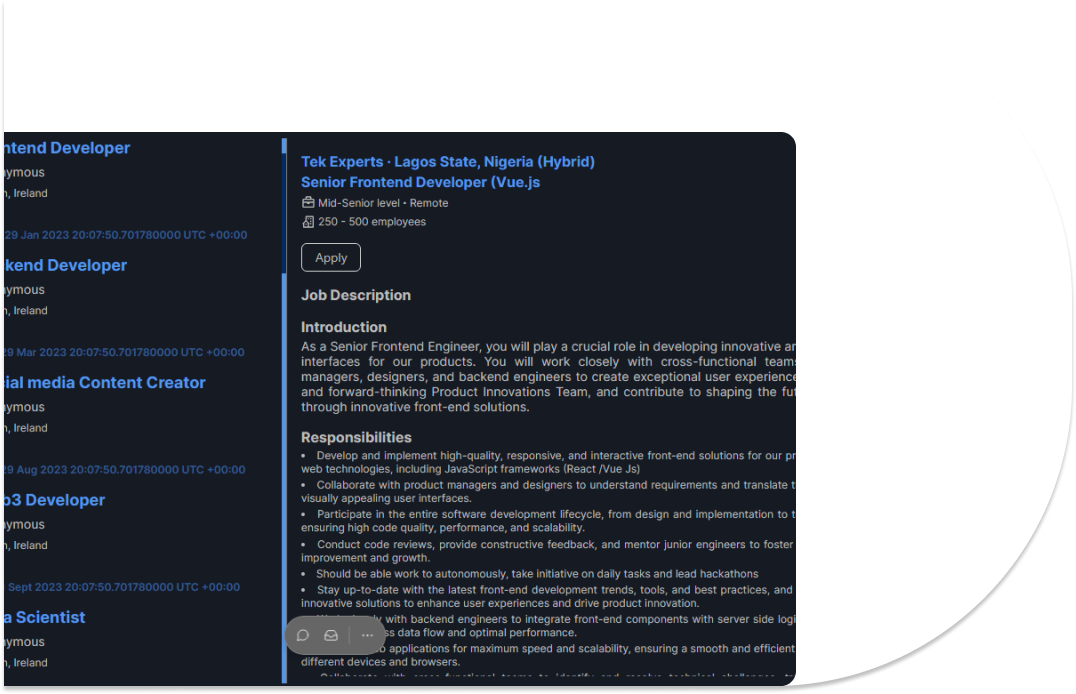 ntend Developer
ymous
n, Ireland
29 Jan 2023 20:07:50.701780000 UTC +00:00
kend Developer
ymous
n, Ireland
29 Mar 2023 20:07:50.701780000 UTC +00:00
ial media Content Creator
ymous
n, Ireland
29 Aug 2023 20:07:50.701780000 UTC +00:00
b3 Developer
ymous
n, Ireland
Sept 2023 20:07:50.701780000 UTC +00:00
a Scientist
ymous
n, Ireland
Tek Experts · Lagos State, Nigeria (Hybrid)
Senior Frontend Developer (Vue.js
Mid-Senior level • Remote
250 - 500 employees
Apply
Job Description
Introduction
As a Senior Frontend Engineer, you will play a crucial role in developing innovative ar
interfaces for our products. You will work closely with cross-functional teams
managers, designers, and backend engineers to create exceptional user experience
and forward-thinking Product Innovations Team, and contribute to shaping the fut
through innovative front-end solutions.
Responsibilities
• Develop and implement high-quality, responsive, and interactive front-end solutions for our pr
web technologies, including JavaScript frameworks (React /Vue Js)
• Collaborate with product managers and designers to understand requirements and translate t
visually appealing user interfaces.
• Participate in the entire software development lifecycle, from design and implementation to t
ensuring high code quality, performance, and scalability.
• Conduct code reviews, provide constructive feedback, and mentor junior engineers to foster
improvement and growth.
• Should be able work to autonomously, take initiative on daily tasks and lead hackathons
• Stay up-to-date with the latest front-end development trends, tools, and best practices, and
innovative solutions to enhance user experiences and drive product innovation.
with backend engineers to integrate front-end components with server side logi
data flow and optimal performance.
applications for maximum speed and scalability, ensuring a smooth and efficient
different devices and browsers.
• Collaborate with cross-functional teams to identify and resolve technical challenges